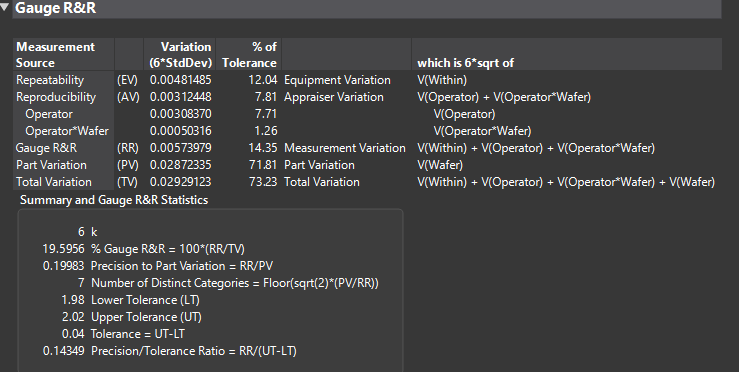 Gauge R&R
Measurement Source Variation (6*StdDev) % of Tolerance which is 6*sqrt of
Repeatability (EV) 0.00481485 12.04 Equipment Variation V(Within)
Reproducibility (AV) 0.00312448 7.81 Appraiser Variation V(Operator) + V(Operator*Wafer)
Operator 0.00308370 7.71 V(Operator)
Operator*Wafer 0.00050316 1.26 V(Operator*Wafer)
Gauge R&R (RR) 0.00573979 14.35 Measurement Variation V(Within) + V(Operator) + V(Operator*Wafer)
Part Variation (PV) 0.02872335 71.81 Part Variation V(Wafer)
Total Variation (TV) 0.02929123 73.23 Total Variation V(Within) + V(Operator) + V(Operator*Wafer) + V(Wafer)
Summary and Gauge R&R Statistics
6 k
19.5956 % Gauge R&R = 100*(RR/TV)
0.19983 Precision to Part Variation = RR/PV
7 Number of Distinct Categories = Floor(sqrt(2)*(PV/RR))
1.98 Lower Tolerance (LT)
2.02 Upper Tolerance (UT)
0.04 Tolerance = UT-LT
0.14349 Precision/Tolerance Ratio = RR/(UT-LT)